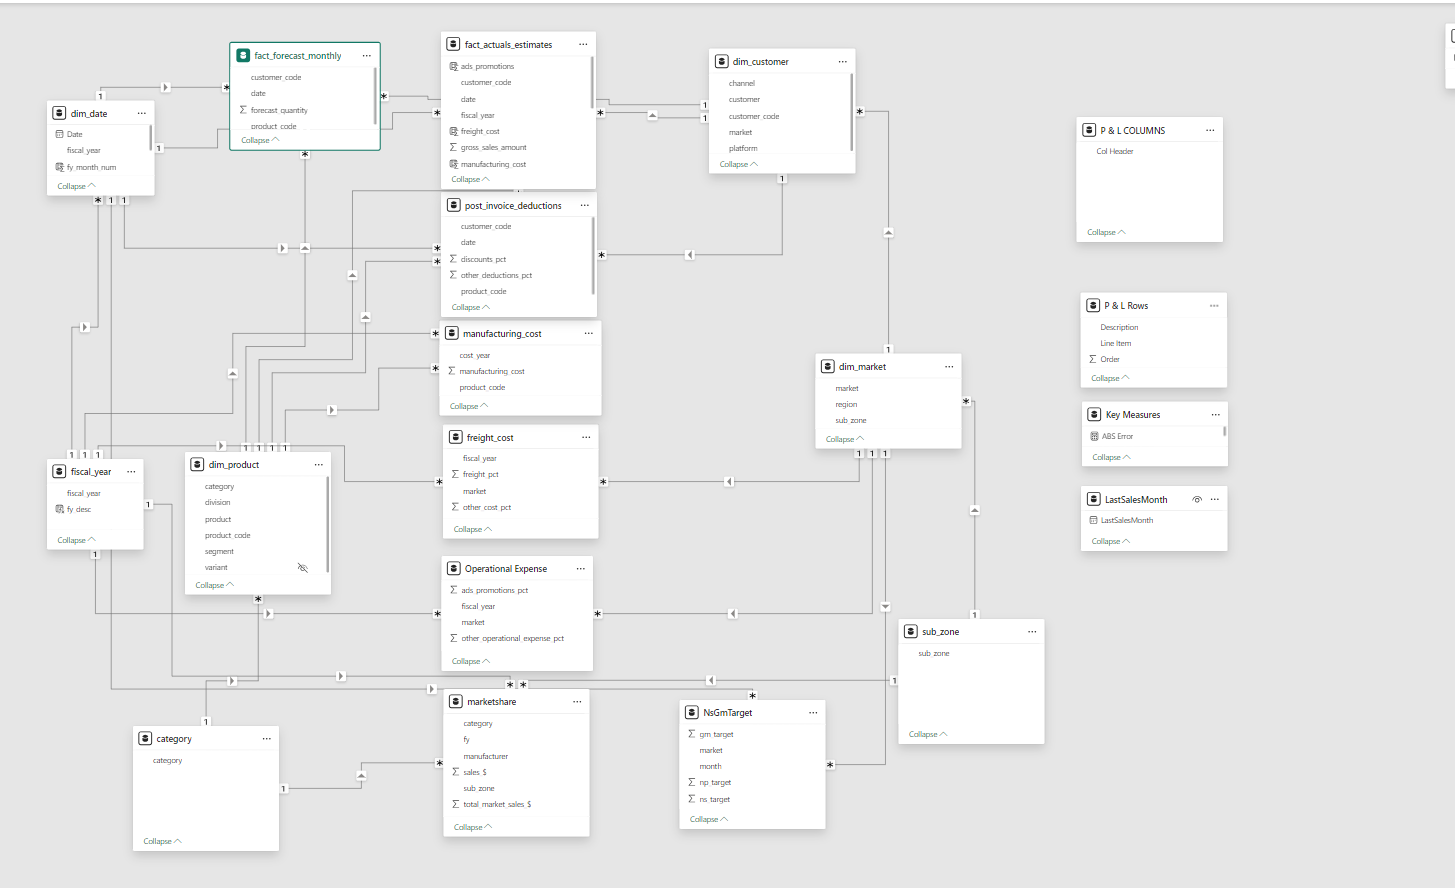 fact_forecast_monthly
customer_code
date
forecast_quantity
product_code
Collapse
fact_actuals_estimates
ads_promotions
customer_code
date
fiscal_year
freight_cost
gross_sales_amount
manufacturing_cost
Collapse
dim_customer
channel
customer
customer_code
market
platform
Collapse
dim_date
Date
fiscal_year
fy_month_num
Collapse
P & L COLUMNS
Col Header
Collapse
post_invoice_deductions
customer_code
date
discounts_pct
other_deductions_pct
product_code
Collapse
P & L Rows
Description
Line Item
Order
Collapse
manufacturing_cost
cost_year
manufacturing_cost
product_code
Collapse
dim_market
market
region
sub_zone
Collapse
Key Measures
ABS Error
Collapse
freight_cost
fiscal_year
freight_pct
market
other_cost_pct
Collapse
fiscal_year
fiscal_year
fy_desc
Collapse
dim_product
category
division
product
product_code
segment
variant
Collapse
LastSalesMonth
LastSalesMonth
Collapse
Operational Expense
ads_promotions_pct
fiscal_year
market
other_operational_expense_pct
Collapse
sub_zone
sub_zone
Collapse
marketshare
category
fy
manufacturer
sales_$
sub_zone
total_market_sales_$
Collapse
NsGmTarget
gm_target
market
month
np_target
ns_target
Collapse
category
category
Collapse